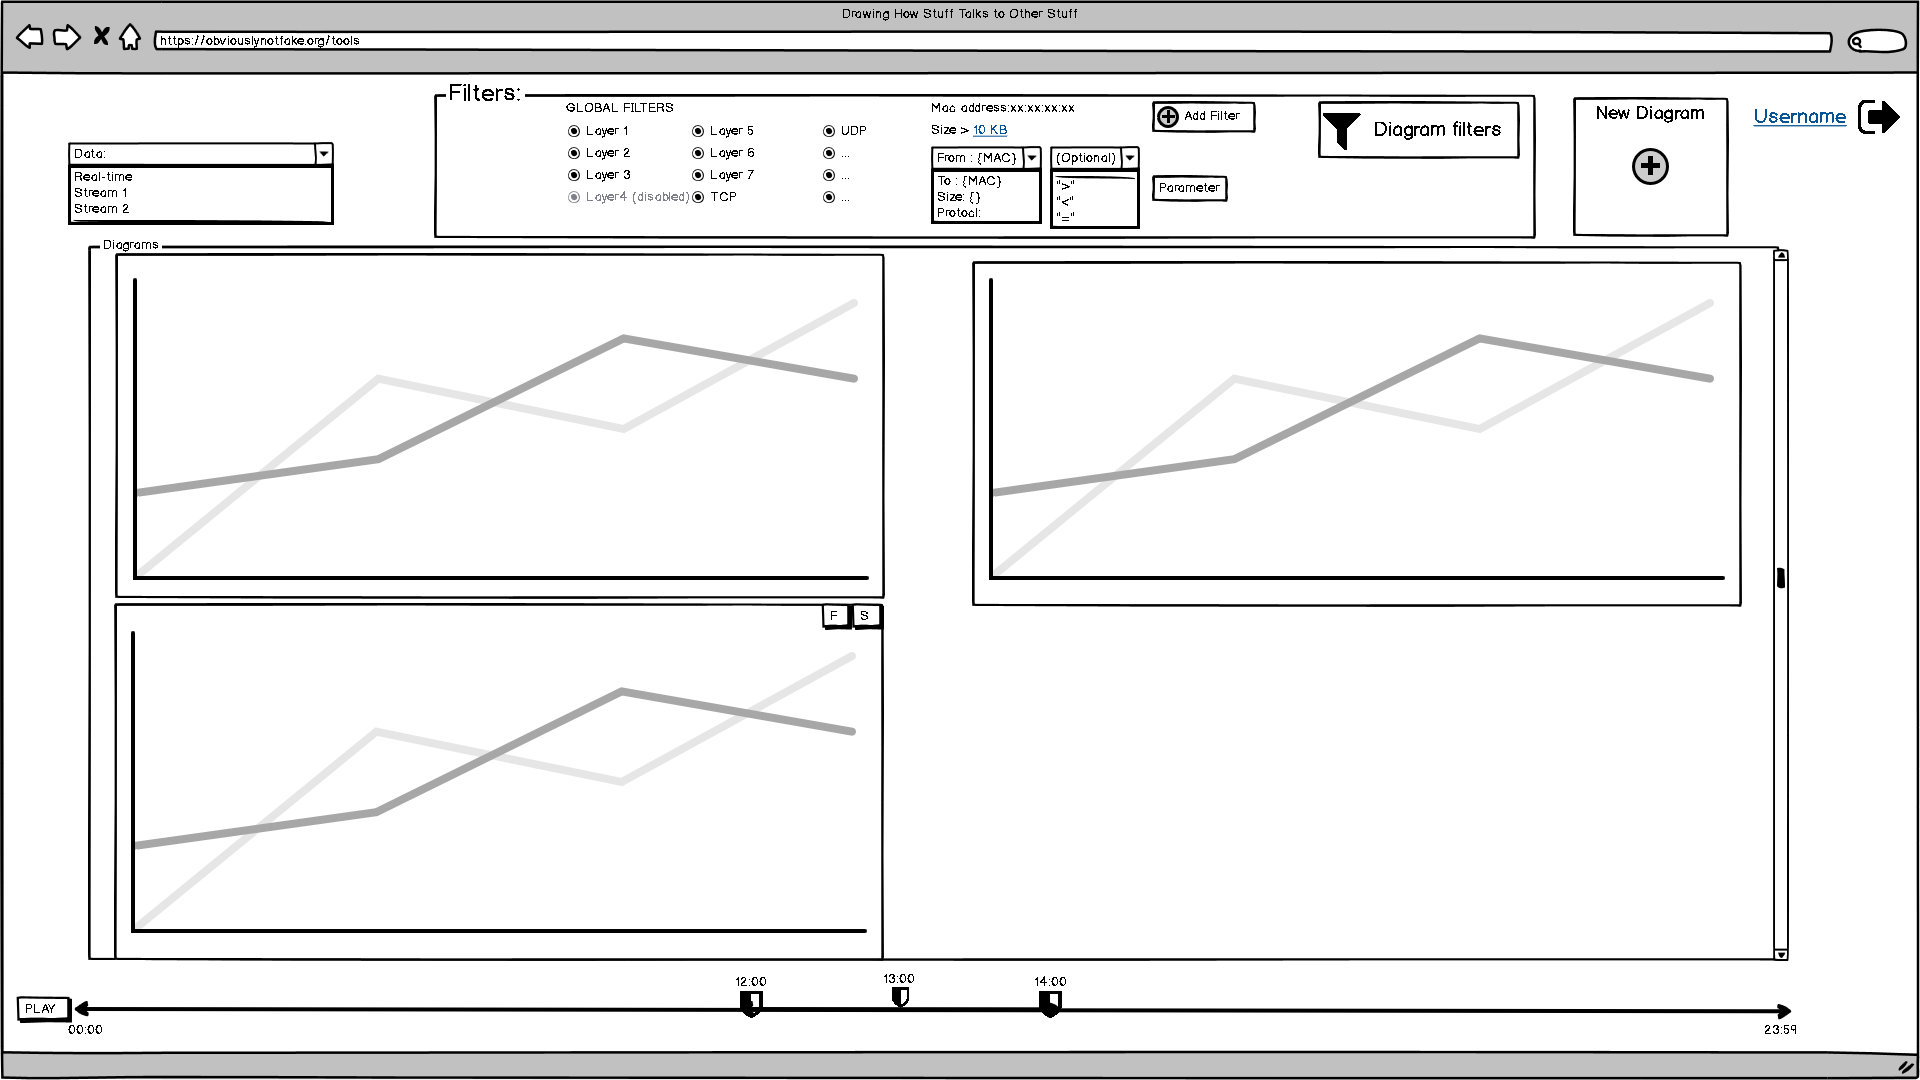 Drawing How Stuff Talks to Other Stuff
https://obviouslynotfake.org/tools
Filters:
GLOBAL FILTERS
Layer 1
Layer 5
UDP
Layer 2
Layer 6
...
Layer 3
Layer 7
...
Layer4 (disabled)
TCP
...
Mac address:xx:xx:xx:xx
Size > 10 KB
From : {MAC}
To : {MAC}
Size: {}
Protocl:
(Optional)
">"
"<"
"="
Add Filter
Parameter
Diagram filters
New Diagram
Username
Data:
Real-time
Stream 1
Stream 2
Diagrams
F
S
12:00
13:00
14:00
PLAY
00:00
23:59